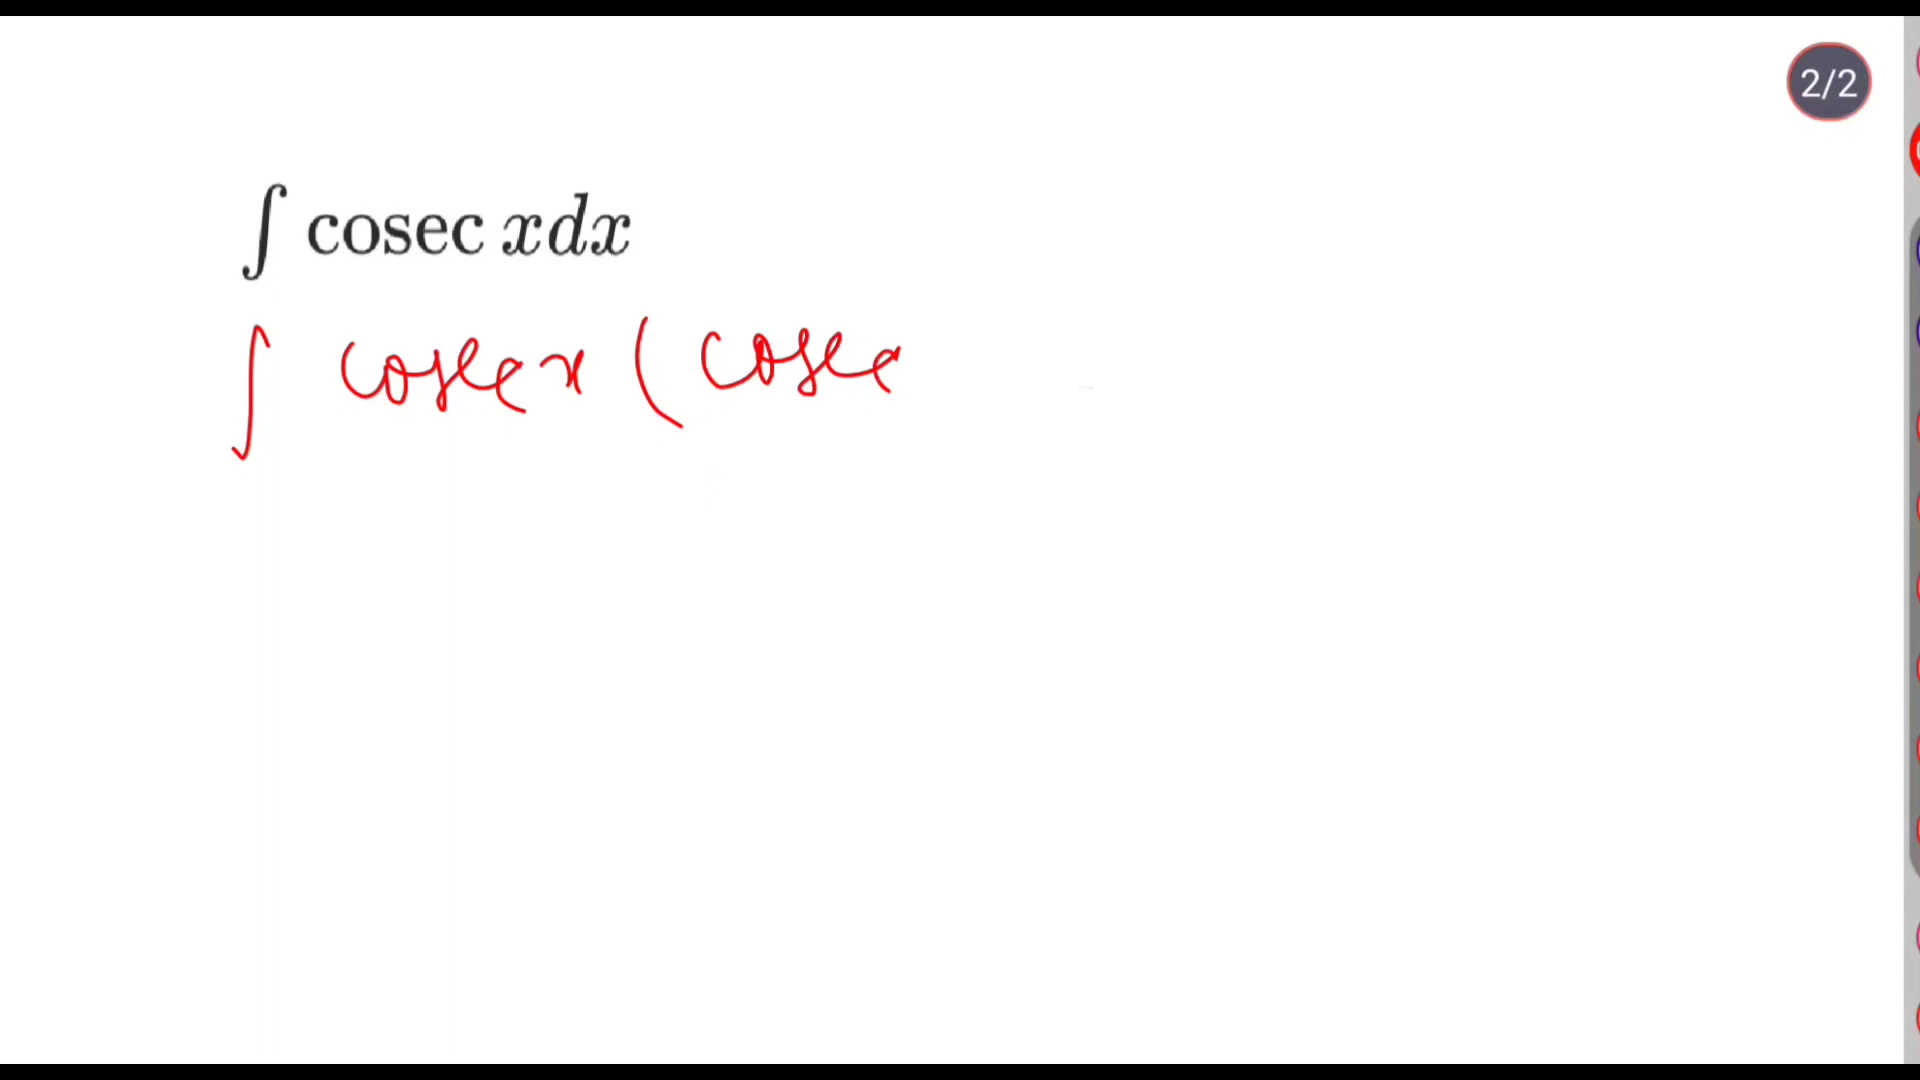 2/2
∫ cosec x dx
∫ cosec x ( cosec